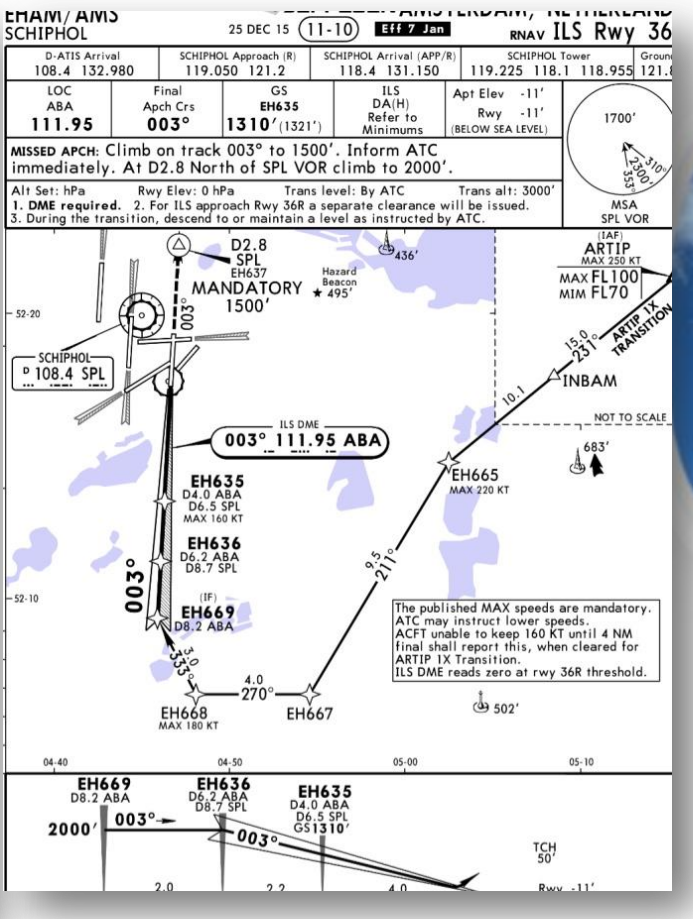 EHAM/AMS
SCHIPHOL
AMSTERDAM, NETHERLAND
25 DEC 15 11-10 Eff 7 Jan
RNAV ILS Rwy 36
D-ATIS Arrival
108.4 132.980
SCHIPHOL Approach (R)
119.050 121.2
SCHIPHOL Arrival (APP/R)
118.4 131.150
SCHIPHOL Tower
119.225 118.1 118.955
Groun
121.8
LOC
ABA
111.95
Final
Apch Crs
003°
GS
EH635
1310' (1321')
ILS
DA(H)
Refer to
Minimums
Apt Elev -11'
Rwy -11'
(BELOW SEA LEVEL)
1700'
2300'
310°
353°
MSA
SPL VOR
MISSED APCH: Climb on track 003° to 1500'. Inform ATC
immediately. At D2.8 North of SPL VOR climb to 2000'.
Alt Set: hPa Rwy Elev: 0 hPa Trans level: By ATC Trans alt: 3000'
1. DME required. 2. For ILS approach Rwy 36R a separate clearance will be issued.
3. During the transition, descend to or maintain a level as instructed by ATC.
D2.8
SPL
EH637
MANDATORY
1500'
003°
436'
Hazard
Beacon
495'
(IAF)
ARTIP
MAX 250 KT
MAX FL100
MIM FL70
ARTIP 1X
TRANSITION
15.0
231°
INBAM
10.1
52-20
SCHIPHOL
D 108.4 SPL
ILS DME
003° 111.95 ABA
NOT TO SCALE
683'
EH665
MAX 220 KT
EH635
D4.0 ABA
D6.5 SPL
MAX 160 KT
EH636
D6.2 ABA
D8.7 SPL
9.5
211°
003°
(IF)
EH669
D8.2 ABA
52-10
The published MAX speeds are mandatory.
ATC may instruct lower speeds.
ACFT unable to keep 160 KT until 4 NM
final shall report this, when cleared for
ARTIP 1X Transition.
ILS DME reads zero at rwy 36R threshold.
3.0
333°
4.0
270°
EH668
MAX 180 KT
EH667
502'
04-40 04-50 05-00 05-10
EH669
D8.2 ABA
EH636
D6.2 ABA
D8.7 SPL
EH635
D4.0 ABA
D6.5 SPL
GS1310'
2000'
003°
003°
TCH
50'
2.0 2.2 4.0
Rwy -11'